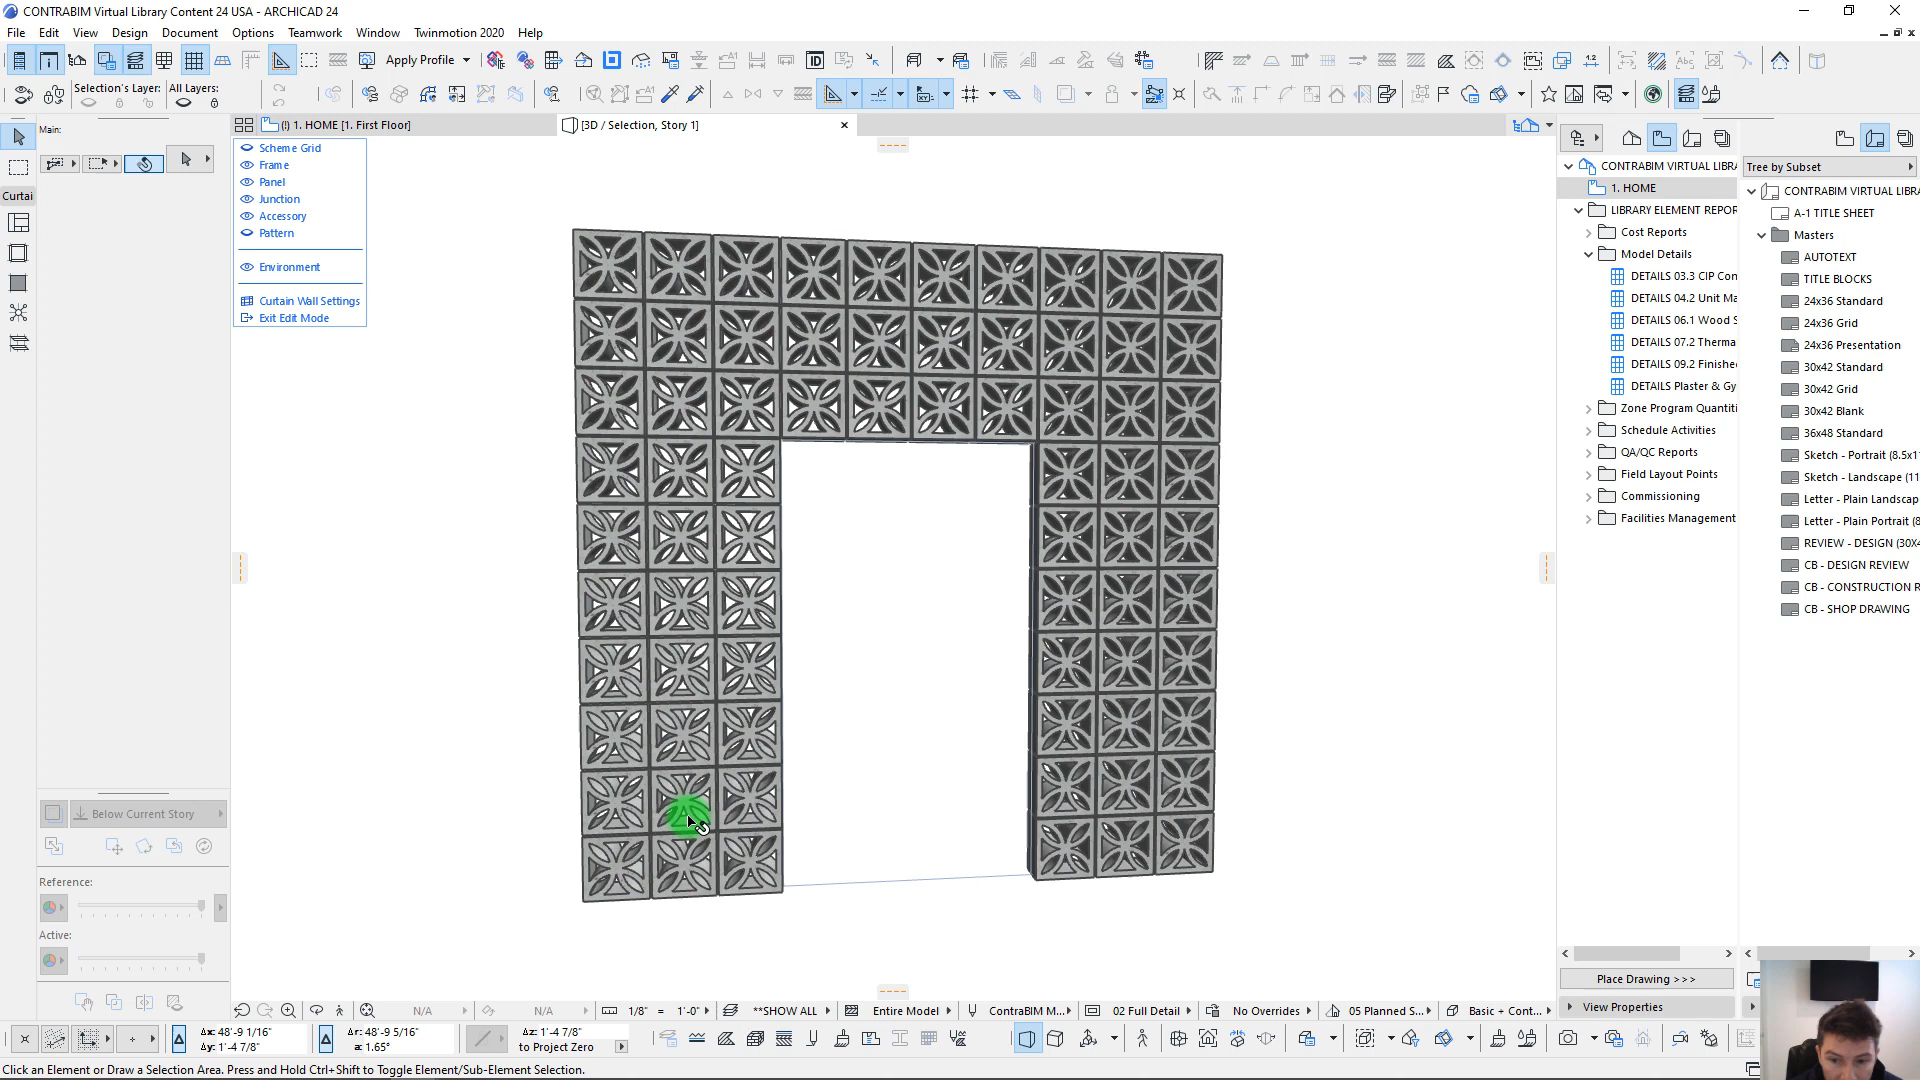 CONTRABIM Virtual Library Content 24 USA - ARCHICAD 24
File Edit View Design Document Options Teamwork Window Twinmotion 2020 Help
Apply Profile
Selection's Layer:
All Layers:
Main:
(!) 1. HOME [1. First Floor]
[3D / Selection, Story 1]
Curtai
Scheme Grid
Frame
Panel
Junction
Accessory
Pattern
Environment
Curtain Wall Settings
Exit Edit Mode
Below Current Story
Reference:
Active:
CONTRABIM VIRTUAL LIBRA
1. HOME
LIBRARY ELEMENT REPOR
Cost Reports
Model Details
DETAILS 03.3 CIP Con
DETAILS 04.2 Unit Ma
DETAILS 06.1 Wood S
DETAILS 07.2 Therma
DETAILS 09.2 Finishe
DETAILS Plaster & Gy
Zone Program Quantiti
Schedule Activities
QA/QC Reports
Field Layout Points
Commissioning
Facilities Management
Place Drawing >>>
View Properties
Tree by Subset
CONTRABIM VIRTUAL LIBRA
A-1 TITLE SHEET
Masters
AUTOTEXT
TITLE BLOCKS
24x36 Standard
24x36 Grid
24x36 Presentation
30x42 Standard
30x42 Grid
30x42 Blank
36x48 Standard
Sketch - Portrait (8.5x11
Sketch - Landscape (11
Letter - Plain Landscap
Letter - Plain Portrait (8
REVIEW - DESIGN (30X4
CB - DESIGN REVIEW
CB - CONSTRUCTION R
CB - SHOP DRAWING
N/A
N/A
1/8" = 1'-0"
**SHOW ALL
Entire Model
ContraBIM M...
02 Full Detail
No Overrides
05 Planned S...
Basic + Cont...
Δx: 48'-9 1/16"
Δy: 1'-4 7/8"
Δr: 48'-9 5/16"
a: 1.65°
Δz: 1'-4 7/8"
to Project Zero
Click an Element or Draw a Selection Area. Press and Hold Ctrl+Shift to Toggle Element/Sub-Element Selection.